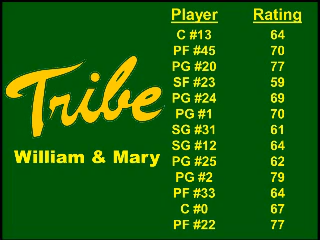 Tribe
William & Mary
Player Rating
C #13 64
PF #45 70
PG #20 77
SF #23 59
PG #24 69
PG #1 70
SG #31 61
SG #12 64
PG #25 62
PG #2 79
PF #33 64
C #0 67
PF #22 77